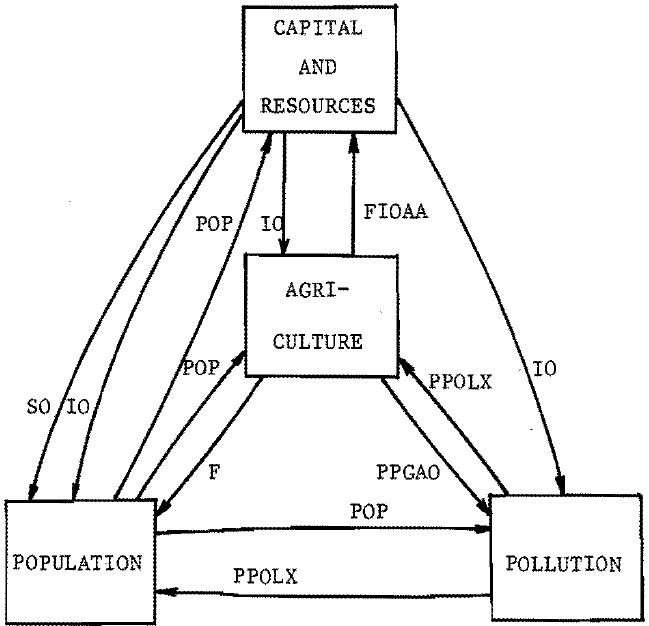 CAPITAL
AND
RESOURCES
POP
IO
FIOAA
AGRI-
CULTURE
POP
PPOLX
IO
SO
IO
F
PPGAO
POP
POPULATION
POLLUTION
PPOLX